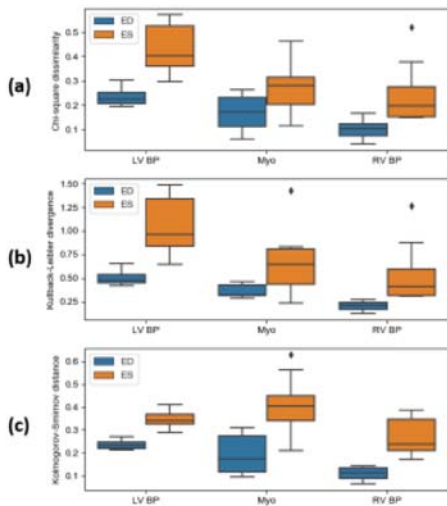 (a)
Chi-square dissimilarity
ED
ES
0.5
0.4
0.3
0.2
0.1
LV BP
Myo
RV BP
(b)
Kullback-Leibler divergence
ED
ES
1.50
1.25
1.00
0.75
0.50
0.25
LV BP
Myo
RV BP
(c)
Kolmogorov-Smirnov distance
ED
ES
0.6
0.5
0.4
0.3
0.2
0.1
LV BP
Myo
RV BP